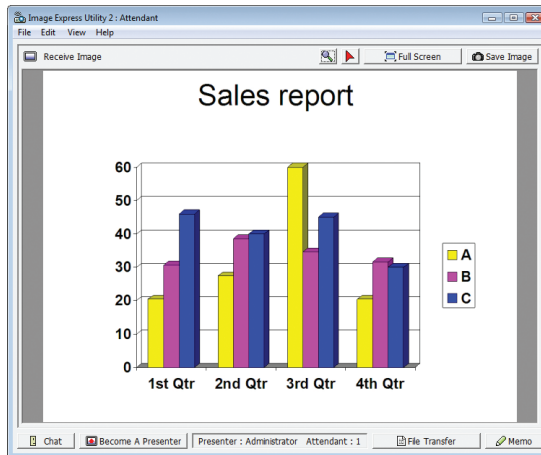 Image Express Utility 2 : Attendant
File Edit View Help
Receive Image Full Screen Save Image
Sales report
60
50
40
30
20
10
0
1st Qtr 2nd Qtr 3rd Qtr 4th Qtr
A
B
C
Chat Become A Presenter Presenter : Administrator Attendant : 1 File Transfer Memo